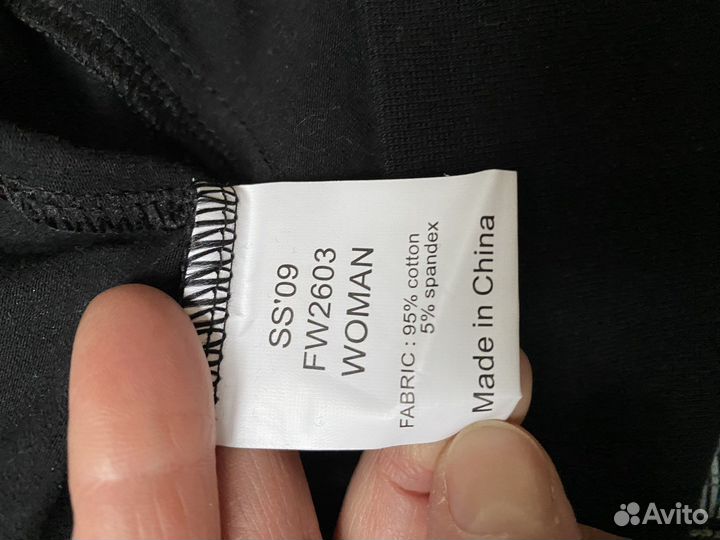 SS'09
FW2603
WOMAN
FABRIC : 95% cotton
5% spandex
Made in China
Avito